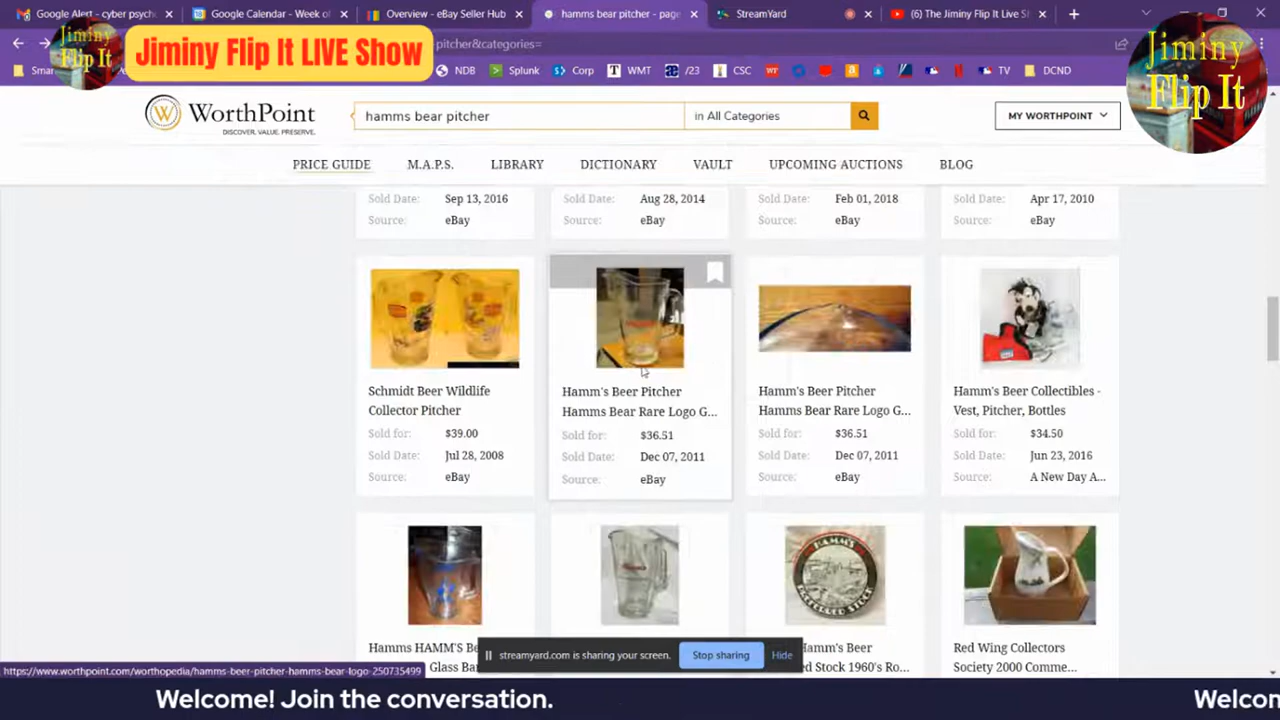 Google Alert - cyber psycho
Google Calendar - Week of
Overview - eBay Seller Hub
hamms bear pitcher - page
StreamYard
(6) The Jiminy Flip It Live S
Jiminy Flip It
Jiminy Flip It LIVE Show
pitcher&categories=
Smar
NDB
Splunk
Corp
WMT
/23
CSC
TV
DCND
Jiminy
Flip It
WorthPoint
DISCOVER. VALUE. PRESERVE.
hamms bear pitcher
in All Categories
MY WORTHPOINT
PRICE GUIDE
M.A.P.S.
LIBRARY
DICTIONARY
VAULT
UPCOMING AUCTIONS
BLOG
Sold Date: Sep 13, 2016
Source: eBay
Sold Date: Aug 28, 2014
Source: eBay
Sold Date: Feb 01, 2018
Source: eBay
Sold Date: Apr 17, 2010
Source: eBay
Schmidt Beer Wildlife
Collector Pitcher
Sold for: $39.00
Sold Date: Jul 28, 2008
Source: eBay
Hamm's Beer Pitcher
Hamms Bear Rare Logo G...
Sold for: $36.51
Sold Date: Dec 07, 2011
Source: eBay
Hamm's Beer Pitcher
Hamms Bear Rare Logo G...
Sold for: $36.51
Sold Date: Dec 07, 2011
Source: eBay
Hamm's Beer Collectibles -
Vest, Pitcher, Bottles
Sold for: $34.50
Sold Date: Jun 23, 2016
Source: A New Day A...
HAMM'S
PREFERRED STOCK
Hamms HAMM'S Be
Glass Bar
's Beer
ed Stock 1960's Ro...
Red Wing Collectors
Society 2000 Comme...
streamyard.com is sharing your screen.
Stop sharing
Hide
https://www.worthpoint.com/worthopedia/hamms-beer-pitcher-hamms-bear-logo-250735499
Welcome! Join the conversation.
Welcom